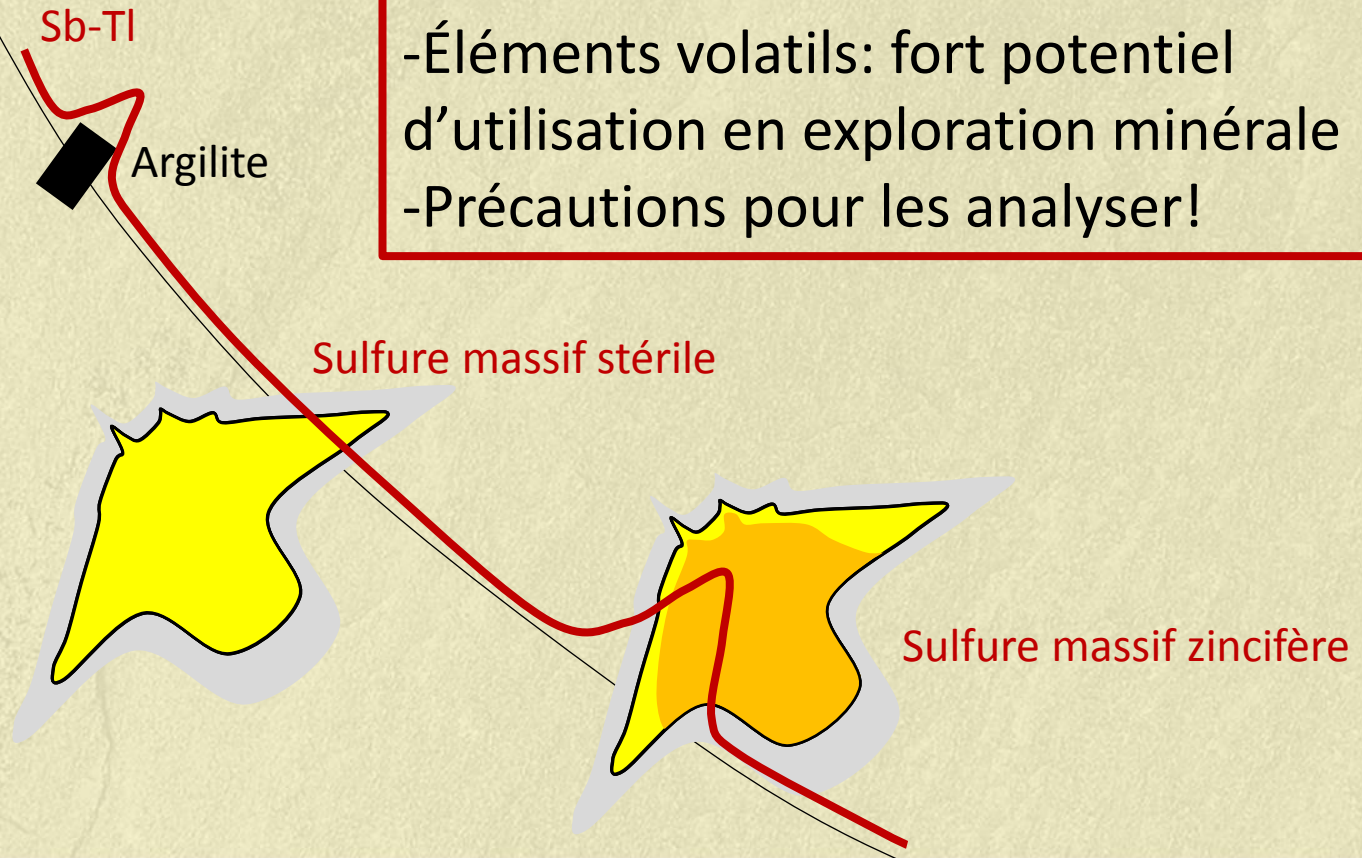 Sb-Tl
-Éléments volatils: fort potentiel
d’utilisation en exploration minérale
-Précautions pour les analyser!
Argilite
Sulfure massif stérile
Sulfure massif zincifère